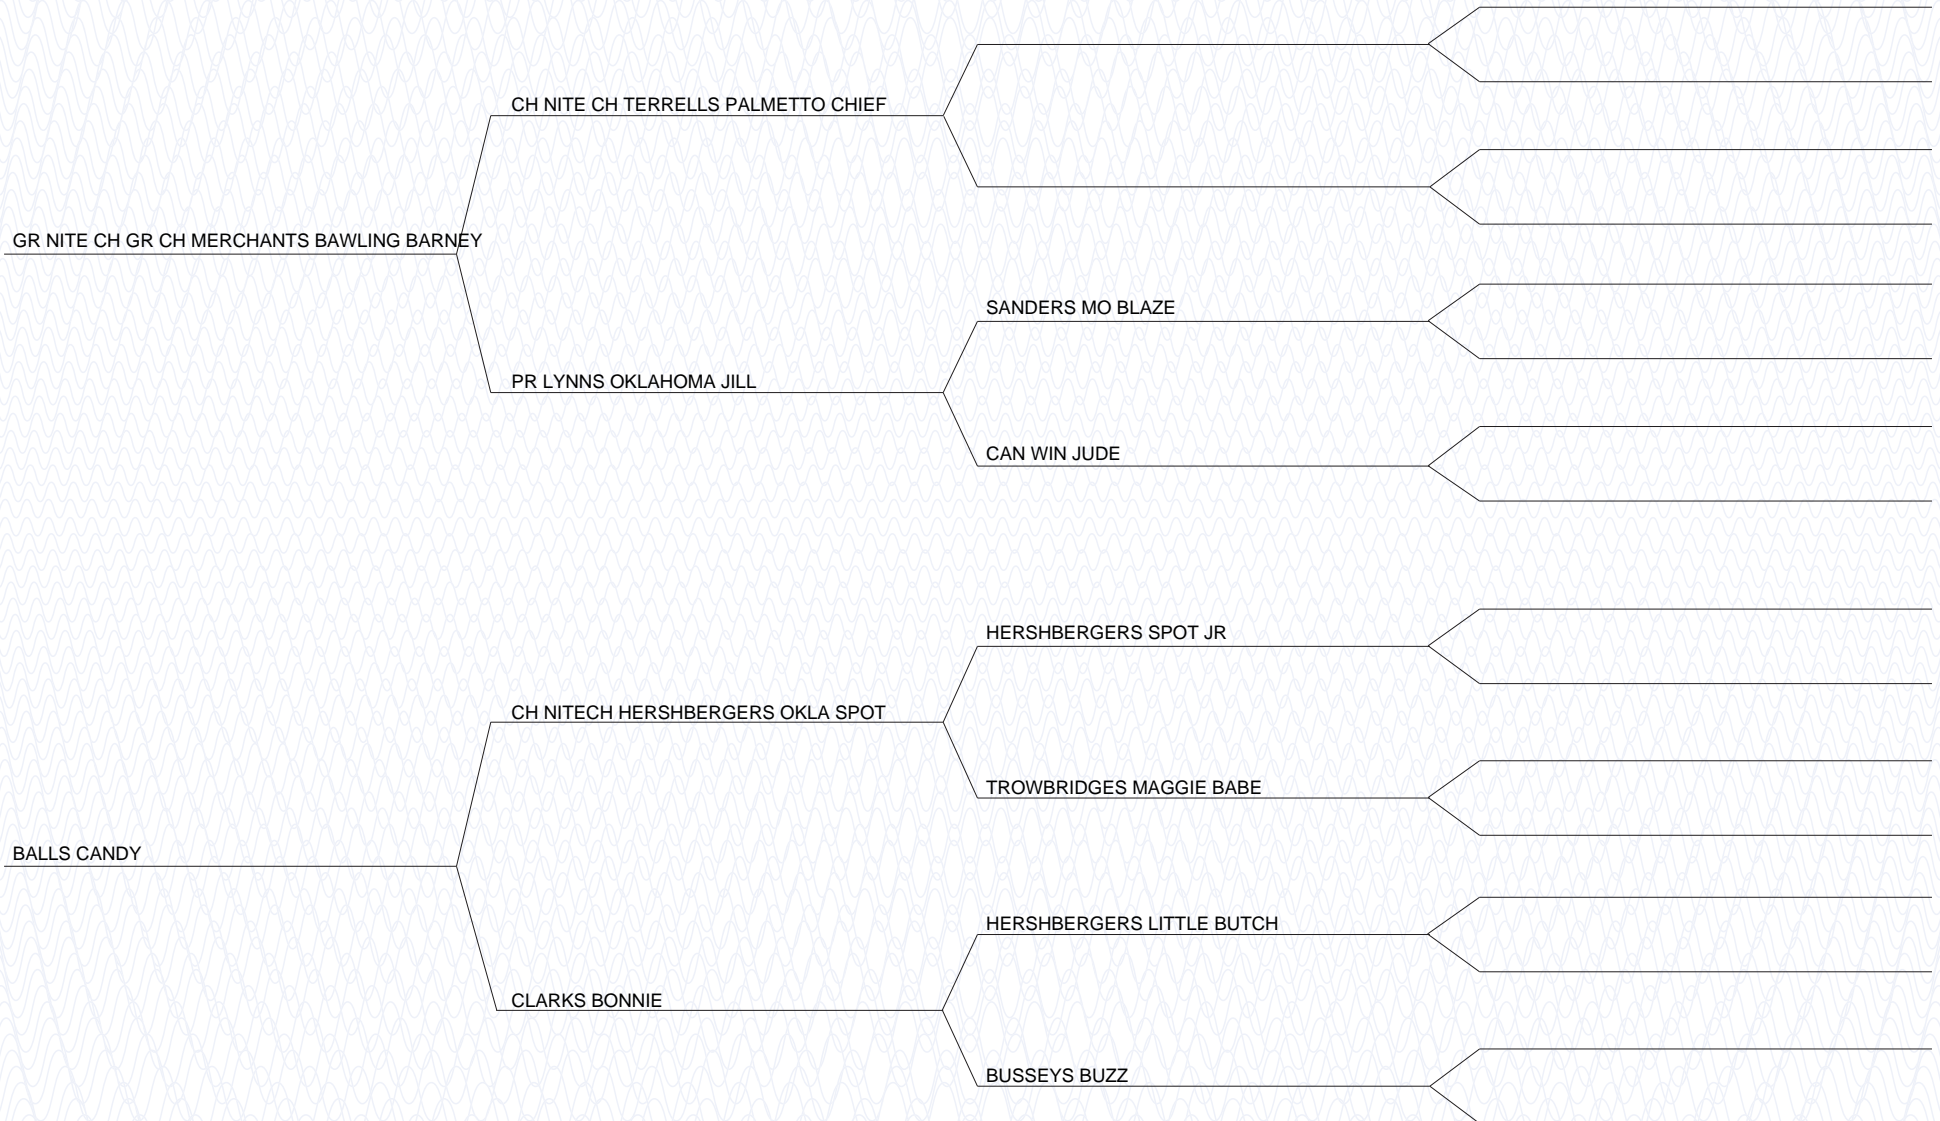 CH NITE CH TERRELLS PALMETTO CHIEF
GR NITE CH GR CH MERCHANTS BAWLING BARNEY
SANDERS MO BLAZE
PR LYNNS OKLAHOMA JILL
CAN WIN JUDE
HERSHBERGERS SPOT JR
CH NITECH HERSHBERGERS OKLA SPOT
TROWBRIDGES MAGGIE BABE
BALLS CANDY
HERSHBERGERS LITTLE BUTCH
CLARKS BONNIE
BUSSEYS BUZZ